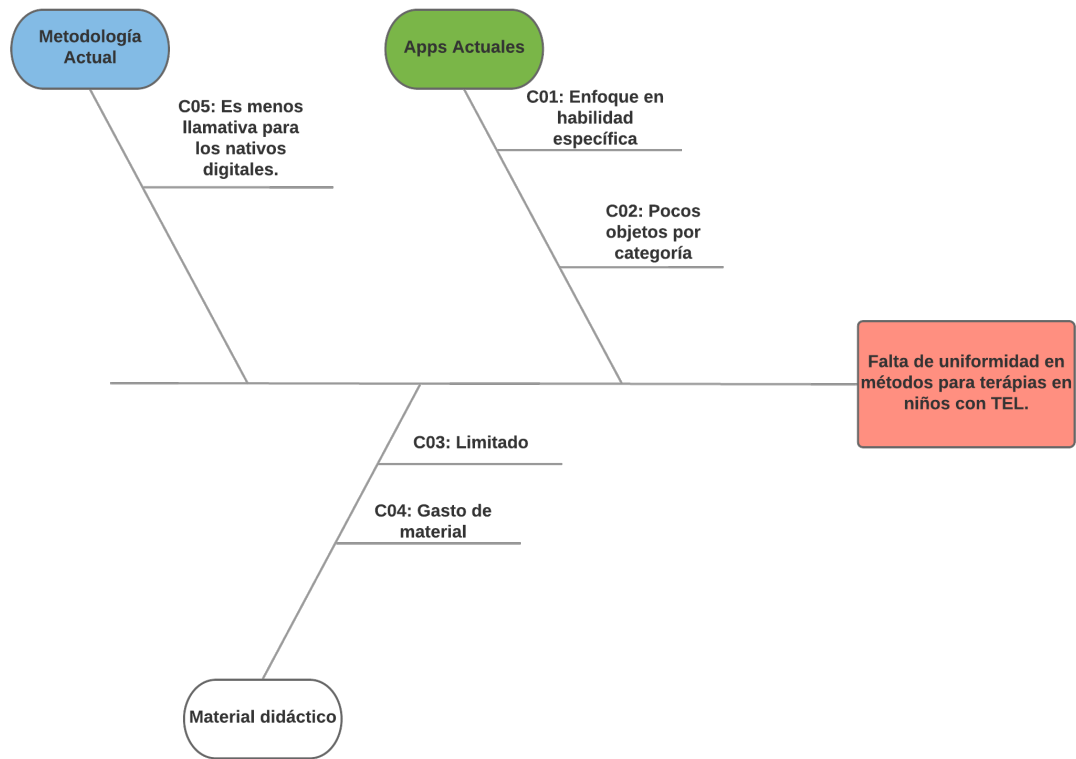 Metodología
Actual
Apps Actuales
C05: Es menos
llamativa para
los nativos
digitales.
C01: Enfoque en
habilidad
específica
C02: Pocos
objetos por
categoría
Falta de uniformidad en
métodos para terápias en
niños con TEL.
C03: Limitado
C04: Gasto de
material
Material didáctico